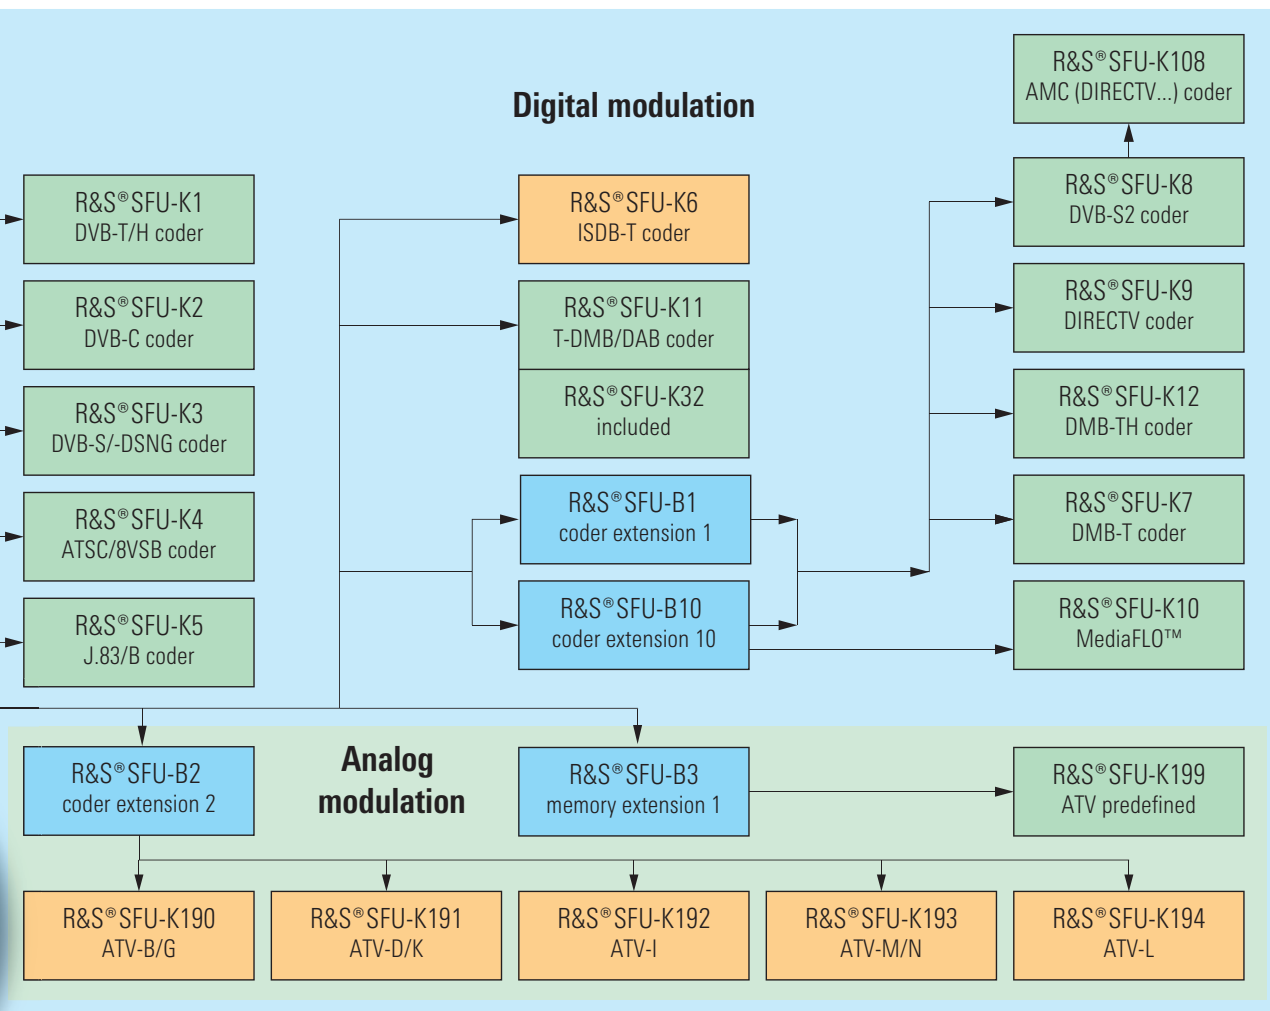 Digital modulation
R&S®SFU-K108
AMC (DIRECTV...) coder
R&S®SFU-K1
DVB-T/H coder
R&S®SFU-K6
ISDB-T coder
R&S®SFU-K8
DVB-S2 coder
R&S®SFU-K2
DVB-C coder
R&S®SFU-K11
T-DMB/DAB coder
R&S®SFU-K9
DIRECTV coder
R&S®SFU-K3
DVB-S/-DSNG coder
R&S®SFU-K32
included
R&S®SFU-K12
DMB-TH coder
R&S®SFU-K4
ATSC/8VSB coder
R&S®SFU-B1
coder extension 1
R&S®SFU-K7
DMB-T coder
R&S®SFU-K5
J.83/B coder
R&S®SFU-B10
coder extension 10
R&S®SFU-K10
MediaFLO™
Analog
modulation
R&S®SFU-B2
coder extension 2
R&S®SFU-B3
memory extension 1
R&S®SFU-K199
ATV predefined
R&S®SFU-K190
ATV-B/G
R&S®SFU-K191
ATV-D/K
R&S®SFU-K192
ATV-I
R&S®SFU-K193
ATV-M/N
R&S®SFU-K194
ATV-L